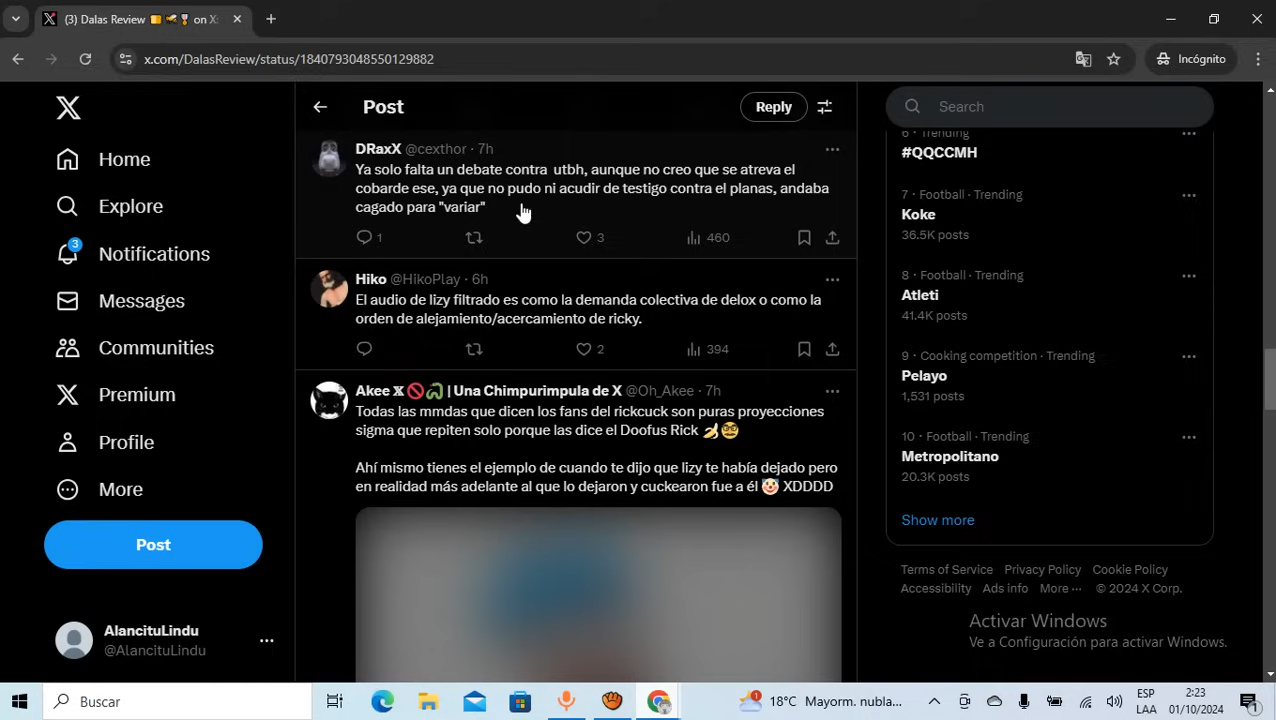 (3) Dalas Review on X:
x.com/DalasReview/status/1840793048550129882
Incógnito
Home
Explore
3
Notifications
Messages
Communities
Premium
Profile
More
Post
AlancituLindu
@AlancituLindu
Post
Reply
DRaxX @cexthor · 7h
Ya solo falta un debate contra utbh, aunque no creo que se atreva el
cobarde ese, ya que no pudo ni acudir de testigo contra el planas, andaba
cagado para "variar"
1 3 460
Hiko @HikoPlay · 6h
El audio de lizy filtrado es como la demanda colectiva de delox o como la
orden de alejamiento/acercamiento de ricky.
2 394
Akee 𝕏🚫🐍 | Una Chimpurimpula de X @Oh_Akee · 7h
Todas las mmdas que dicen los fans del rickcuck son puras proyecciones
sigma que repiten solo porque las dice el Doofus Rick 🍌🤓
Ahí mismo tienes el ejemplo de cuando te dijo que lizy te había dejado pero
en realidad más adelante al que lo dejaron y cuckearon fue a él 🤡 XDDDD
Search
6 · Trending
#QQCCMH
7 · Football · Trending
Koke
36.5K posts
8 · Football · Trending
Atleti
41.4K posts
9 · Cooking competition · Trending
Pelayo
1,531 posts
10 · Football · Trending
Metropolitano
20.3K posts
Show more
Terms of Service Privacy Policy Cookie Policy
Accessibility Ads info More ··· © 2024 X Corp.
Activar Windows
Ve a Configuración para activar Windows.
Buscar
1
18°C Mayorm. nubla...
ESP
LAA
2:23
01/10/2024
1